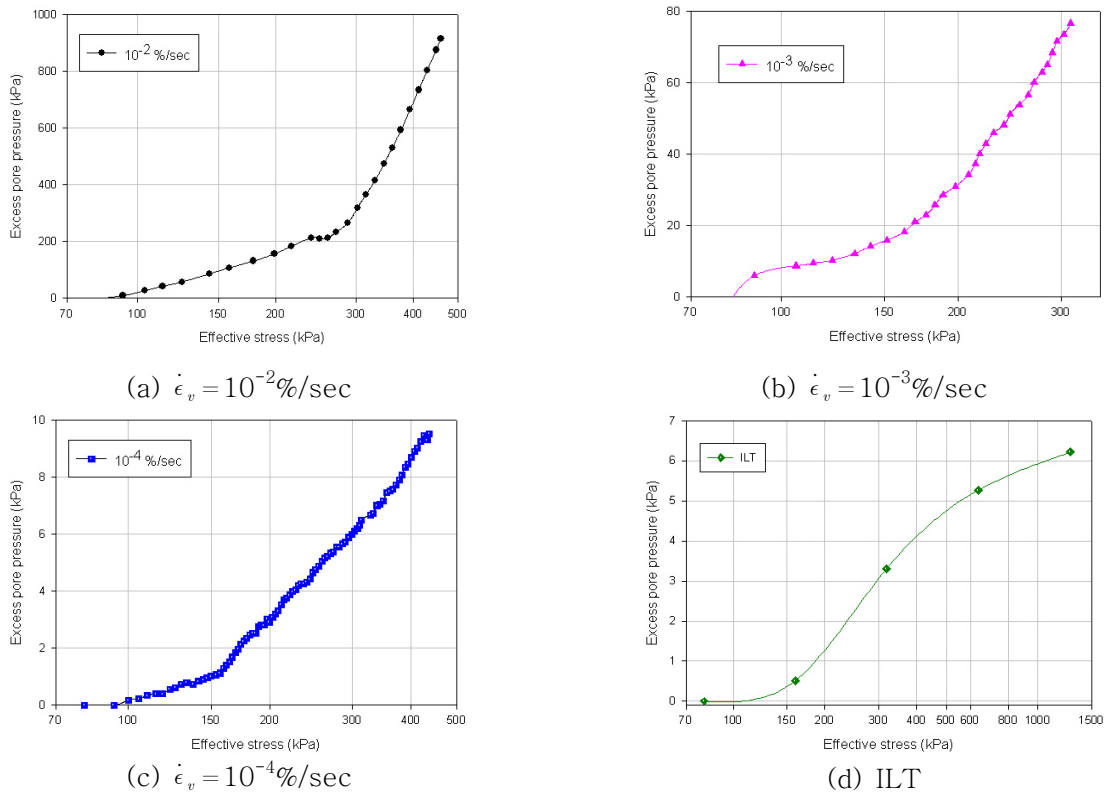 1000
800
600
400
200
0
Excess pore pressure (kPa)
10-2 %/sec
70 100 150 200 300 400 500
Effective stress (kPa)
(a) ε̇v=10−2%/sec
80
60
40
20
0
Excess pore pressure (kPa)
10-3 %/sec
70 100 150 200 300
Effective stress (kPa)
(b) ε̇v=10−3%/sec
10
8
6
4
2
0
Excess pore pressure (kPa)
10-4 %/sec
70 100 150 200 300 400 500
Effective stress (kPa)
(c) ε̇v=10−4%/sec
7
6
5
4
3
2
1
0
Excess pore pressure (kPa)
ILT
70 100 150 200 300 400 500 600 800 1000 1500
Effective stress (kPa)
(d) ILT